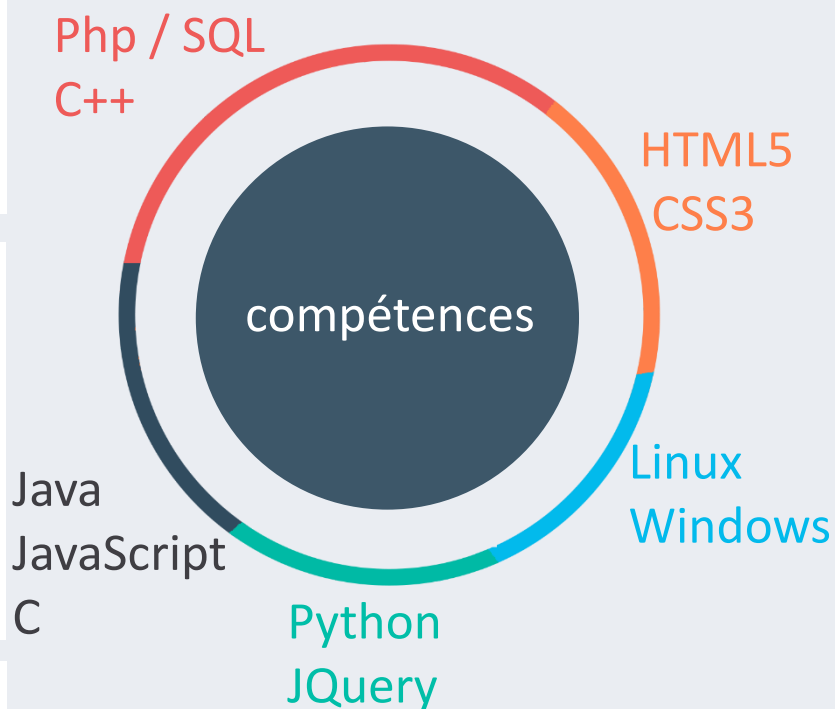 Php / SQL
C++
HTML5
CSS3
compétences
Linux
Windows
Java
JavaScript
C
Python
JQuery